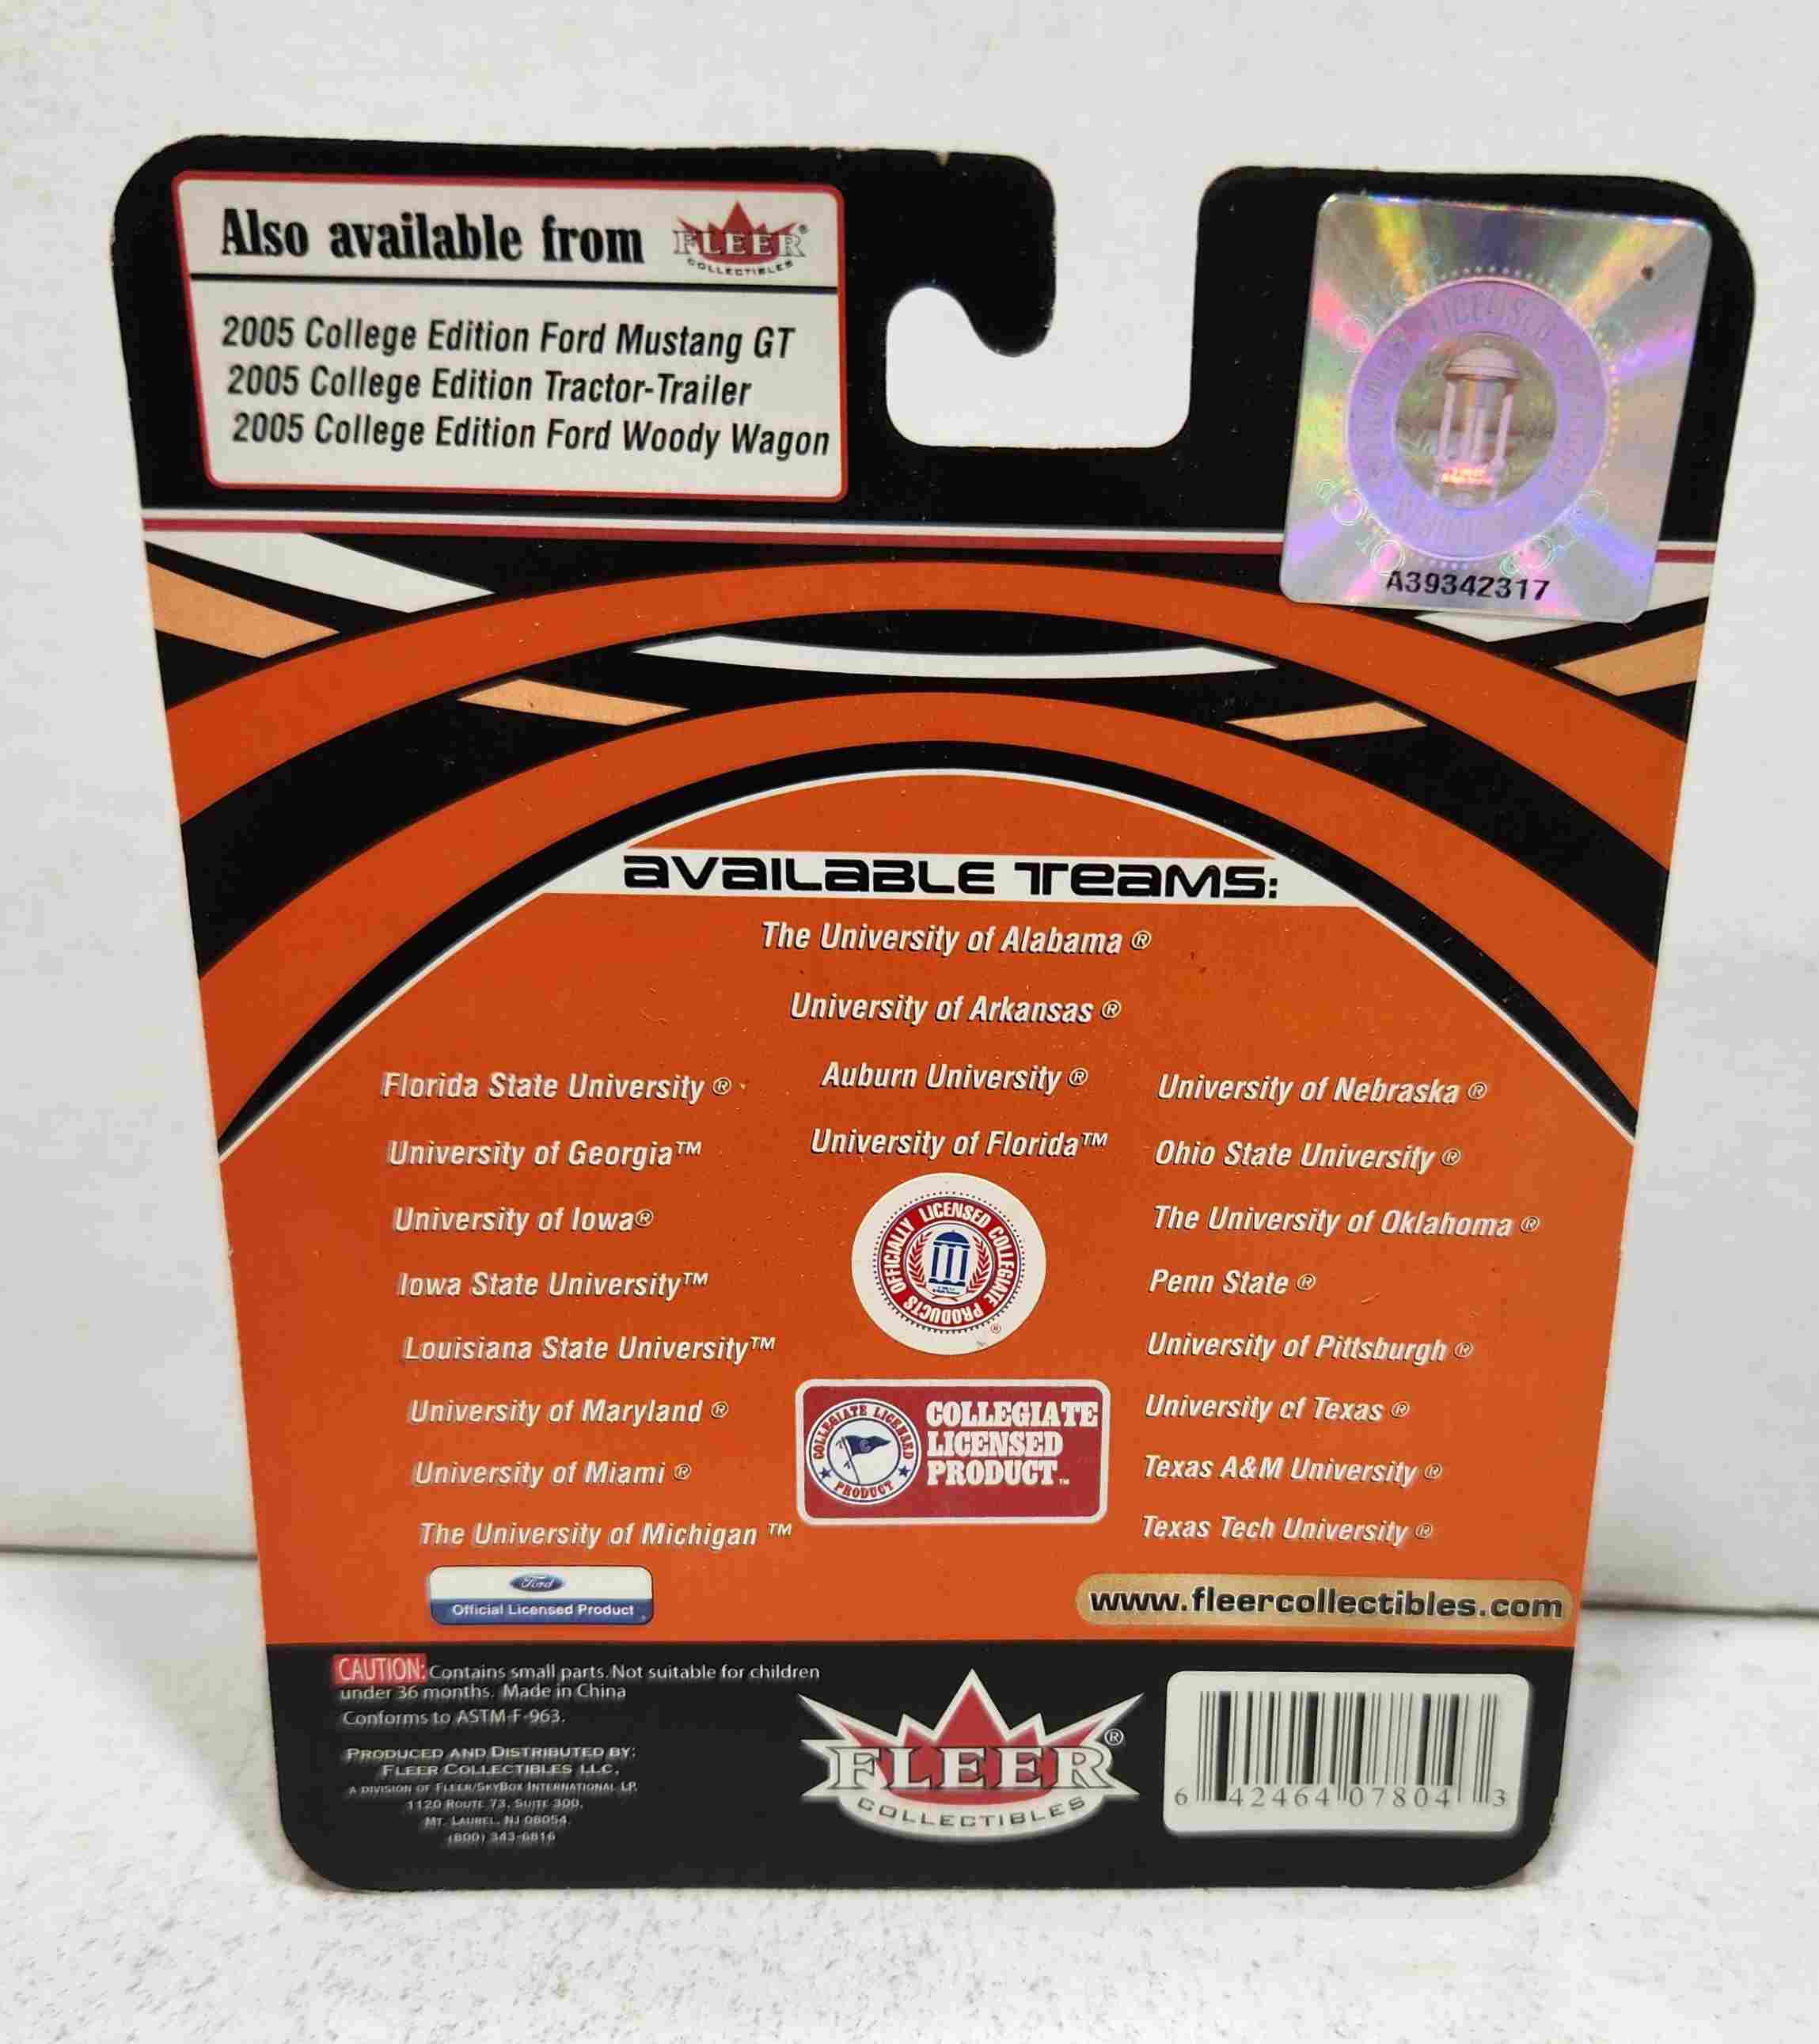 Also available from FLEER®
COLLECTIBLES
2005 College Edition Ford Mustang GT
2005 College Edition Tractor-Trailer
2005 College Edition Ford Woody Wagon
A39342317
AVAILABLE TEAMS:
The University of Alabama ®
University of Arkansas ®
Auburn University ®
University of Florida™
Florida State University ®
University of Georgia™
University of Iowa®
Iowa State University™
Louisiana State University™
University of Maryland ®
University of Miami ®
The University of Michigan ™
University of Nebraska ®
Ohio State University ®
The University of Oklahoma ®
Penn State ®
University of Pittsburgh ®
University of Texas ®
Texas A&M University ®
Texas Tech University ®
OFFICIALLY LICENSED COLLEGIATE PRODUCTS ®
COLLEGIATE LICENSED PRODUCT
COLLEGIATE
LICENSED
PRODUCT™
Ford
Official Licensed Product
www.fleercollectibles.com
CAUTION: Contains small parts. Not suitable for children
under 36 months. Made in China
Conforms to ASTM-F-963.
PRODUCED AND DISTRIBUTED BY:
FLEER COLLECTIBLES LLC,
A DIVISION OF FLEER/SKYBOX INTERNATIONAL LP.
1120 ROUTE 73, SUITE 300,
MT. LAUREL, NJ 08054
(800) 343-6816
FLEER®
COLLECTIBLES
6 42464 07804 3